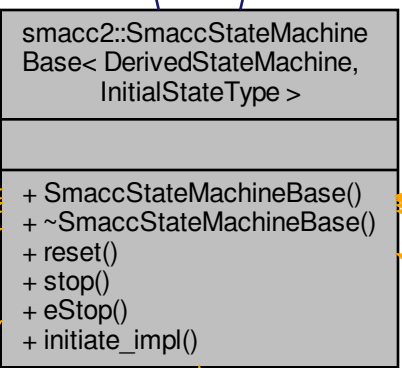 smacc2::SmaccStateMachine
Base< DerivedStateMachine,
InitialStateType >
+ SmaccStateMachineBase()
+ ~SmaccStateMachineBase()
+ reset()
+ stop()
+ eStop()
+ initiate_impl()